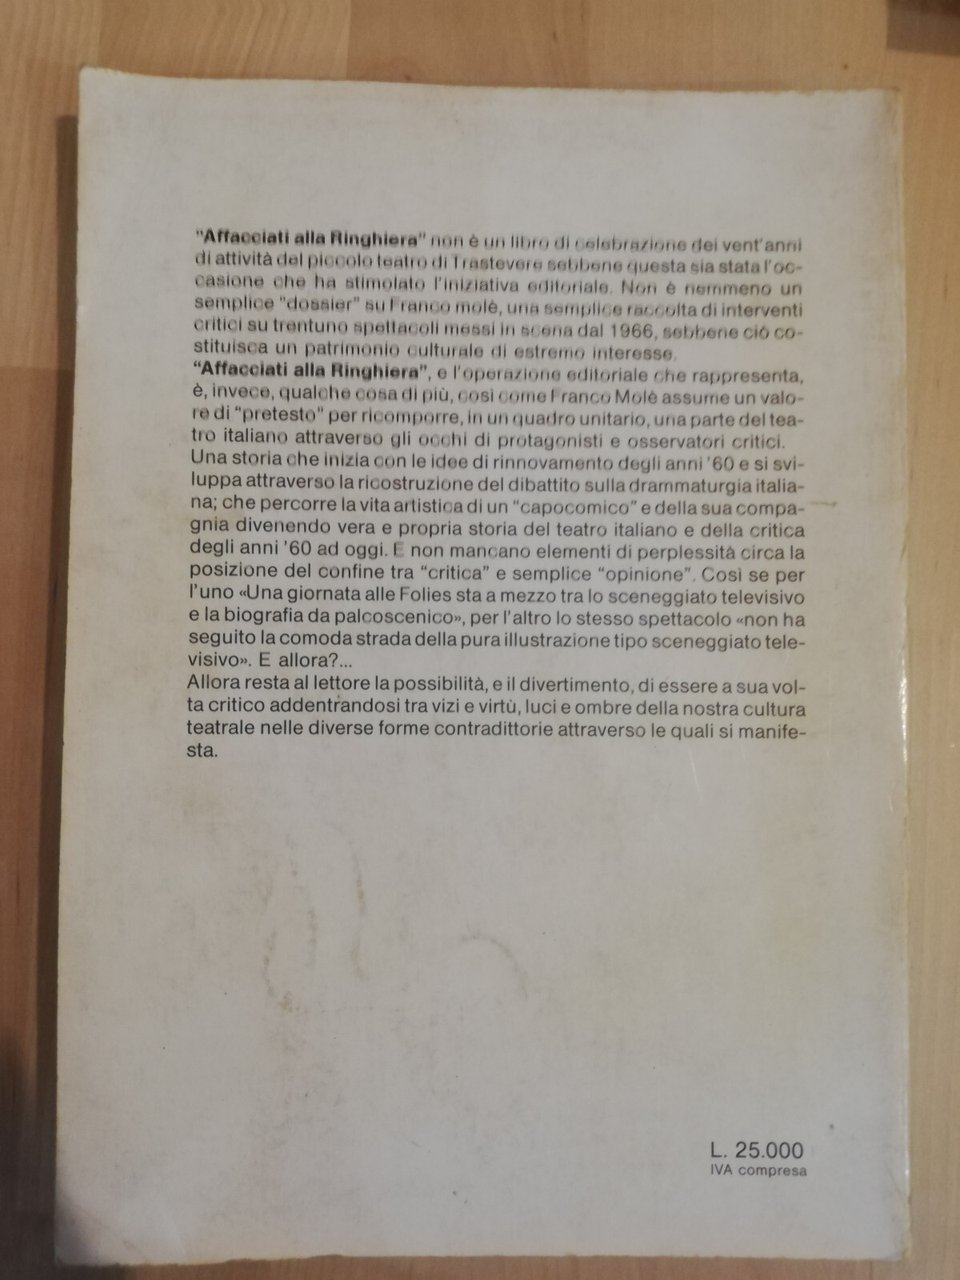 "Affacciati alla Ringhiera" non è un libro di celebrazione dei vent'anni
di attività del piccolo teatro di Trastevere sebbene questa sia stata l'oc-
casione che ha stimolato l'iniziativa editoriale. Non è nemmeno un
semplice "dossier" su Franco molè, una semplice raccolta di interventi
critici su trentuno spettacoli messi in scena dal 1966, sebbene ciò co-
stituisca un patrimonio culturale di estremo interesse.
"Affacciati alla Ringhiera", e l'operazione editoriale che rappresenta,
è, invece, qualche cosa di più, così come Franco Molè assume un valo-
re di "pretesto" per ricomporre, in un quadro unitario, una parte del tea-
tro italiano attraverso gli occhi di protagonisti e osservatori critici.
Una storia che inizia con le idee di rinnovamento degli anni '60 e si svi-
luppa attraverso la ricostruzione del dibattito sulla drammaturgia italia-
na; che percorre la vita artistica di un "capocomico" e della sua compa-
gnia divenendo vera e propria storia del teatro italiano e della critica
degli anni '60 ad oggi. E non mancano elementi di perplessità circa la
posizione del confine tra "critica" e semplice "opinione". Così se per
l'uno «Una giornata alle Folies sta a mezzo tra lo sceneggiato televisivo
e la biografia da palcoscenico», per l'altro lo stesso spettacolo «non ha
seguito la comoda strada della pura illustrazione tipo sceneggiato tele-
visivo». E allora?...
Allora resta al lettore la possibilità, e il divertimento, di essere a sua vol-
ta critico addentrandosi tra vizi e virtù, luci e ombre della nostra cultura
teatrale nelle diverse forme contradittorie attraverso le quali si manife-
sta.
L. 25.000
IVA compresa